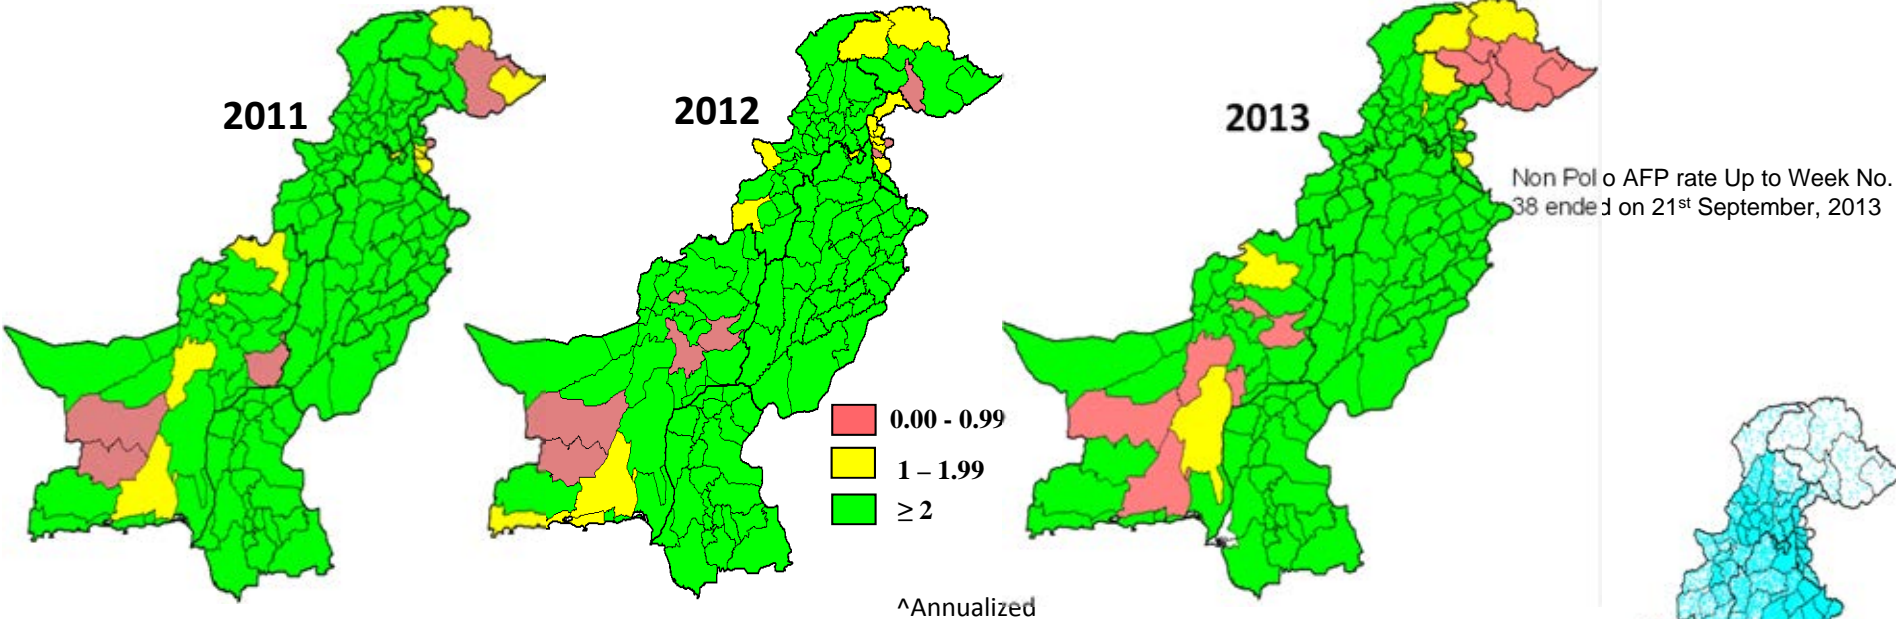 2011
2012
2013
Non Polio AFP rate Up to Week No.
38 ended on 21st September, 2013
0.00 - 0.99
1 – 1.99
≥ 2
^Annualized